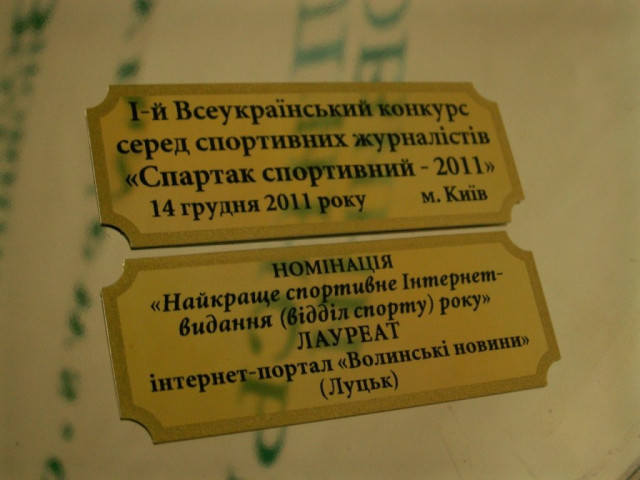 І-й Всеукраїнський конкурс
серед спортивних журналістів
«Спартак спортивний - 2011»
14 грудня 2011 року м. Київ
НОМІНАЦІЯ
«Найкраще спортивне Інтернет-
видання (відділ спорту) року»
ЛАУРЕАТ
інтернет-портал «Волинські новини»
(Луцьк)